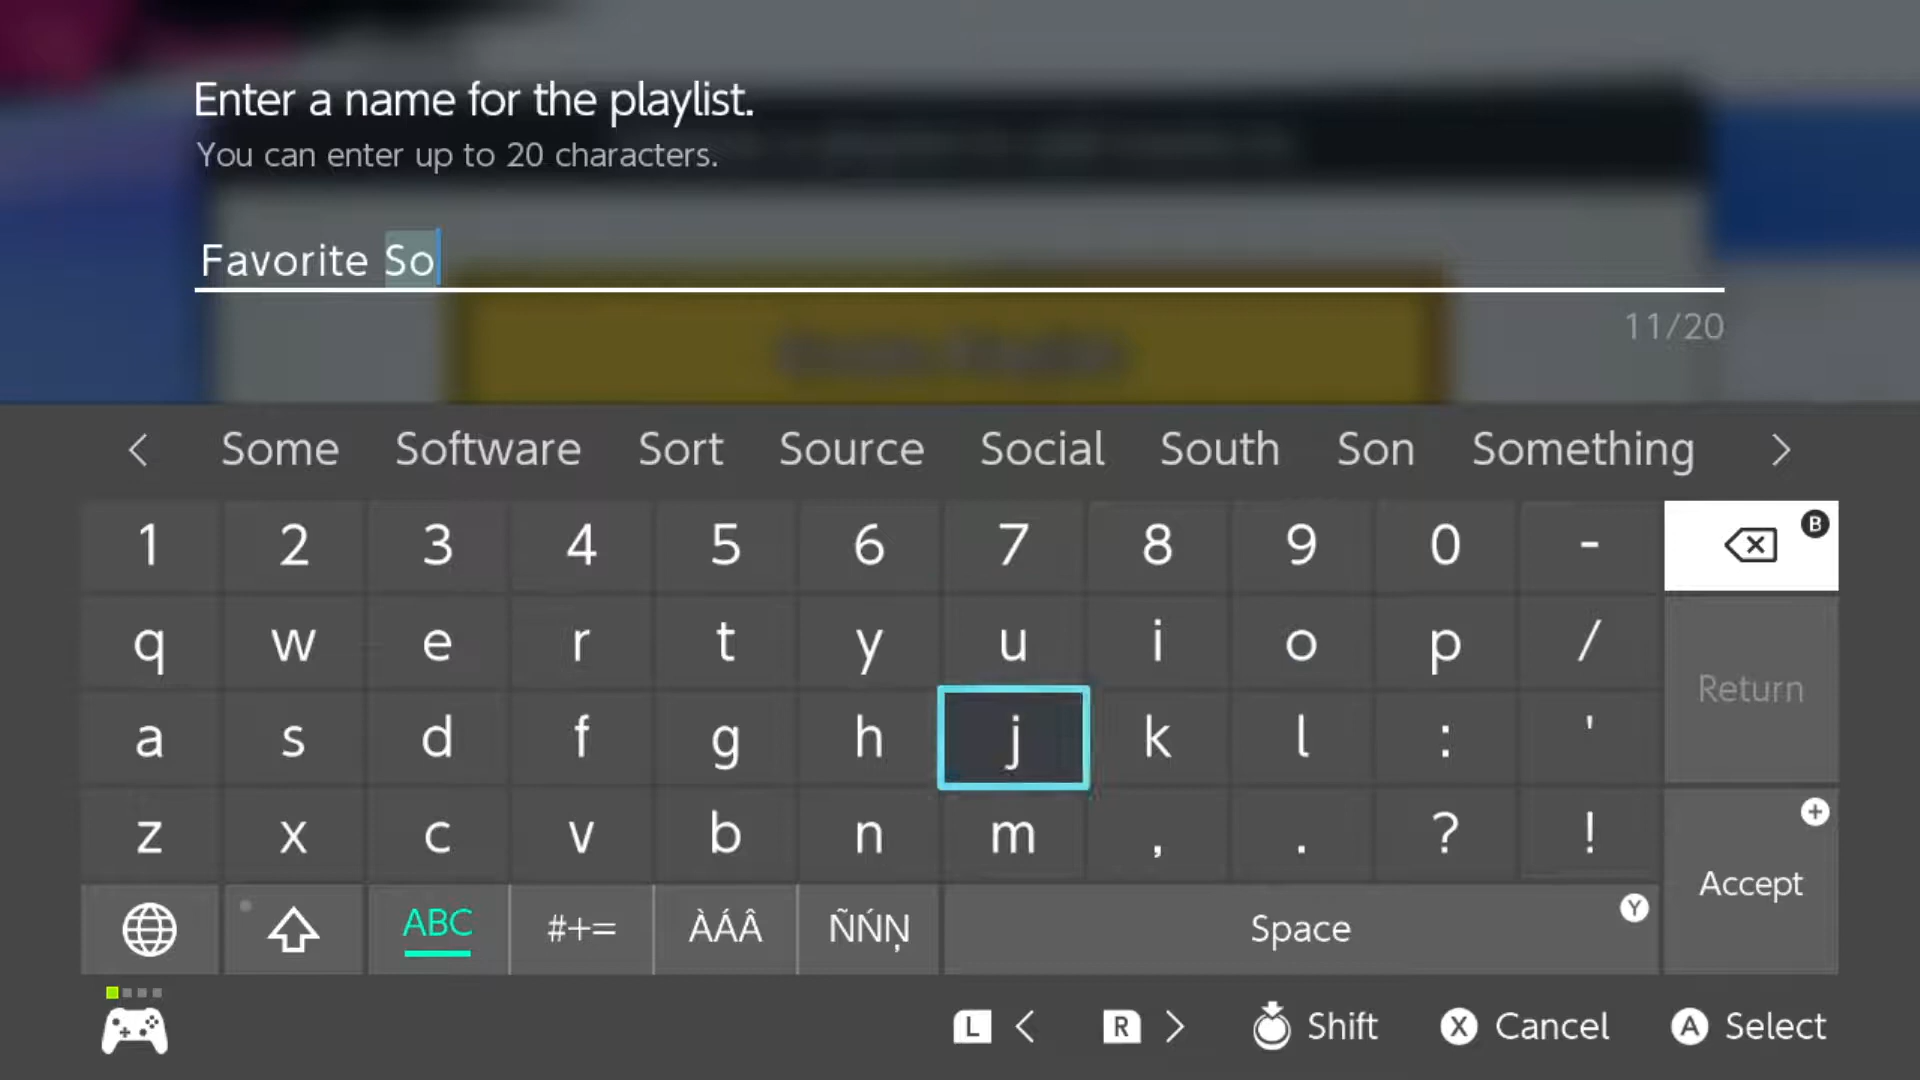 Enter a name for the playlist.
You can enter up to 20 characters.
Favorite So
11/20
Some Software Sort Source Social South Son Something
1 2 3 4 5 6 7 8 9 0 - B
q w e r t y u i o p /
Return
a s d f g h j k l : '
z x c v b n m , . ? ! +
Accept
ABC #+= ÀÁÂ ÑŃŅ Space Y
L < R > Shift X Cancel A Select